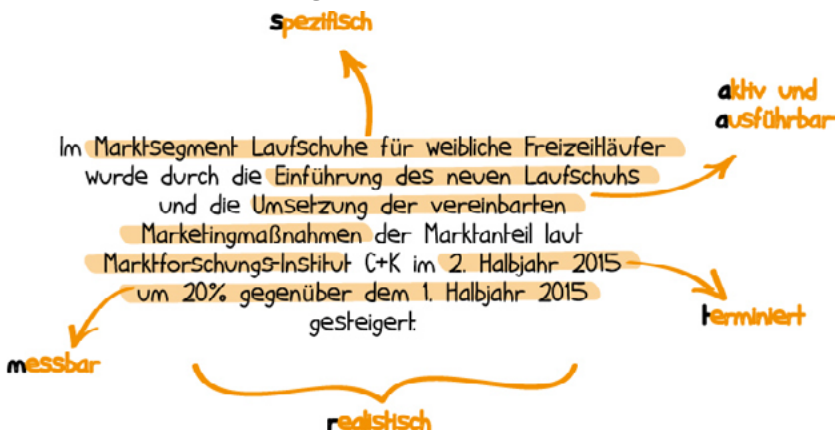 spezifisch
aktiv und
ausführbar
Im Marktsegment Laufschuhe für weibliche Freizeitläufer
wurde durch die Einführung des neuen Laufschuhs
und die Umsetzung der vereinbarten
Marketingmaßnahmen der Marktanteil laut
Marktforschungs-Institut C+K im 2. Halbjahr 2015
um 20% gegenüber dem 1. Halbjahr 2015
gesteigert.
terminiert
messbar
realistisch